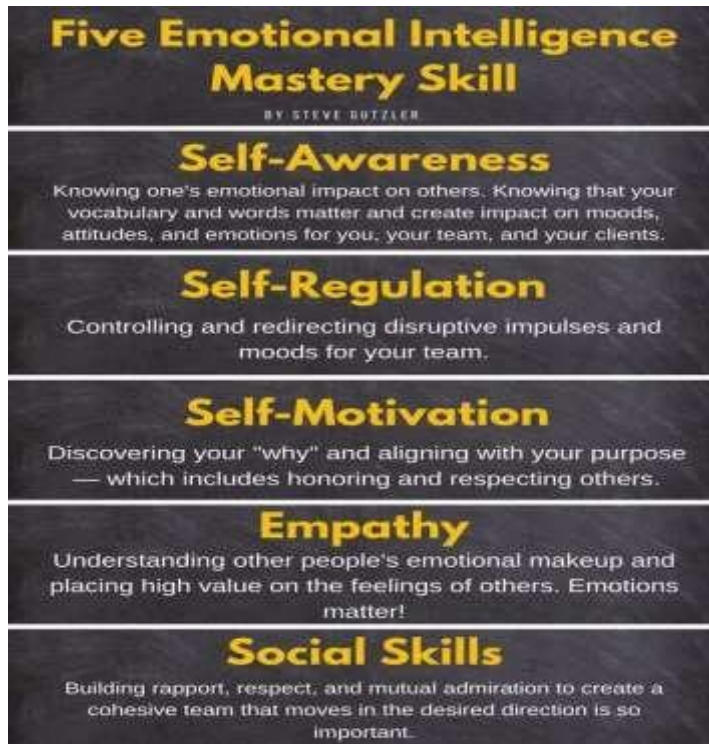 Five Emotional Intelligence
Mastery Skill
BY STEVE GUTZLER
Self-Awareness
Knowing one's emotional impact on others. Knowing that your
vocabulary and words matter and create impact on moods,
attitudes, and emotions for you, your team, and your clients.
Self-Regulation
Controlling and redirecting disruptive impulses and
moods for your team.
Self-Motivation
Discovering your "why" and aligning with your purpose
— which includes honoring and respecting others.
Empathy
Understanding other people's emotional makeup and
placing high value on the feelings of others. Emotions
matter!
Social Skills
Building rapport, respect, and mutual admiration to create a
cohesive team that moves in the desired direction is so
important.